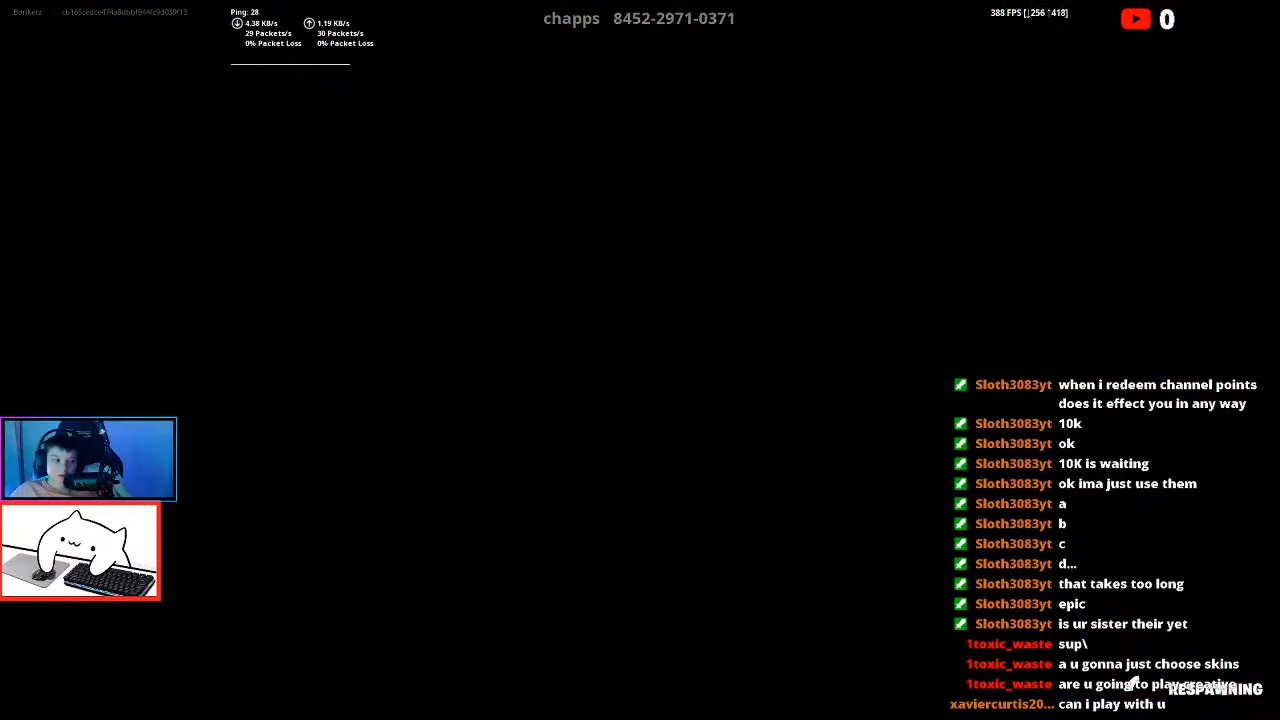 Bonkerz
Ping: 28
4.38 KB/s 1.19 KB/s
29 Packets/s 30 Packets/s
0% Packet Loss 0% Packet Loss
chapps 8452-2971-0371
388 FPS [↓256 ↑418]
0
Sloth3083yt when i redeem channel points
does it effect you in any way
Sloth3083yt 10k
Sloth3083yt ok
Sloth3083yt 10K is waiting
Sloth3083yt ok ima just use them
Sloth3083yt a
Sloth3083yt b
Sloth3083yt c
Sloth3083yt d...
Sloth3083yt that takes too long
Sloth3083yt epic
Sloth3083yt is ur sister their yet
1toxic_waste sup\
1toxic_waste a u gonna just choose skins
1toxic_waste are u going to play creative
RESPAWNING
xaviercurtis20... can i play with u